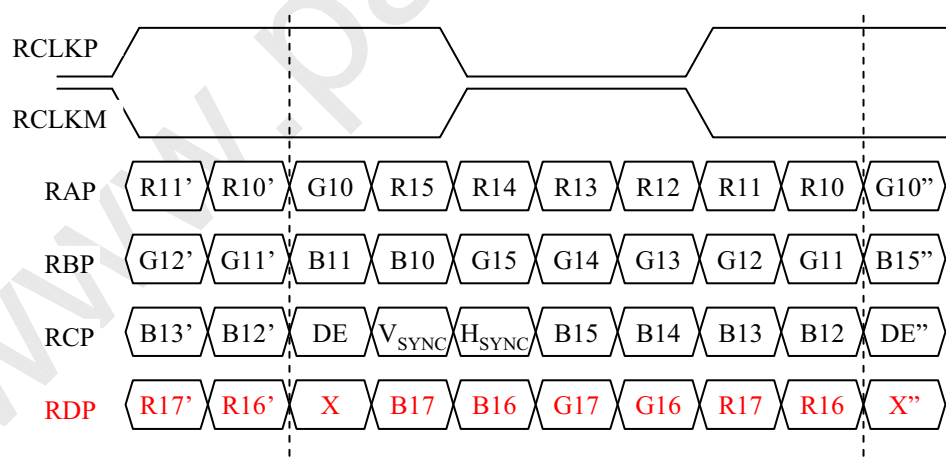 RCLKP
RCLKM
RAP R11’ R10’ G10 R15 R14 R13 R12 R11 R10 G10”
RBP G12’ G11’ B11 B10 G15 G14 G13 G12 G11 B15”
RCP B13’ B12’ DE VSYNC HSYNC B15 B14 B13 B12 DE”
RDP R17’ R16’ X B17 B16 G17 G16 R17 R16 X”
www.pa